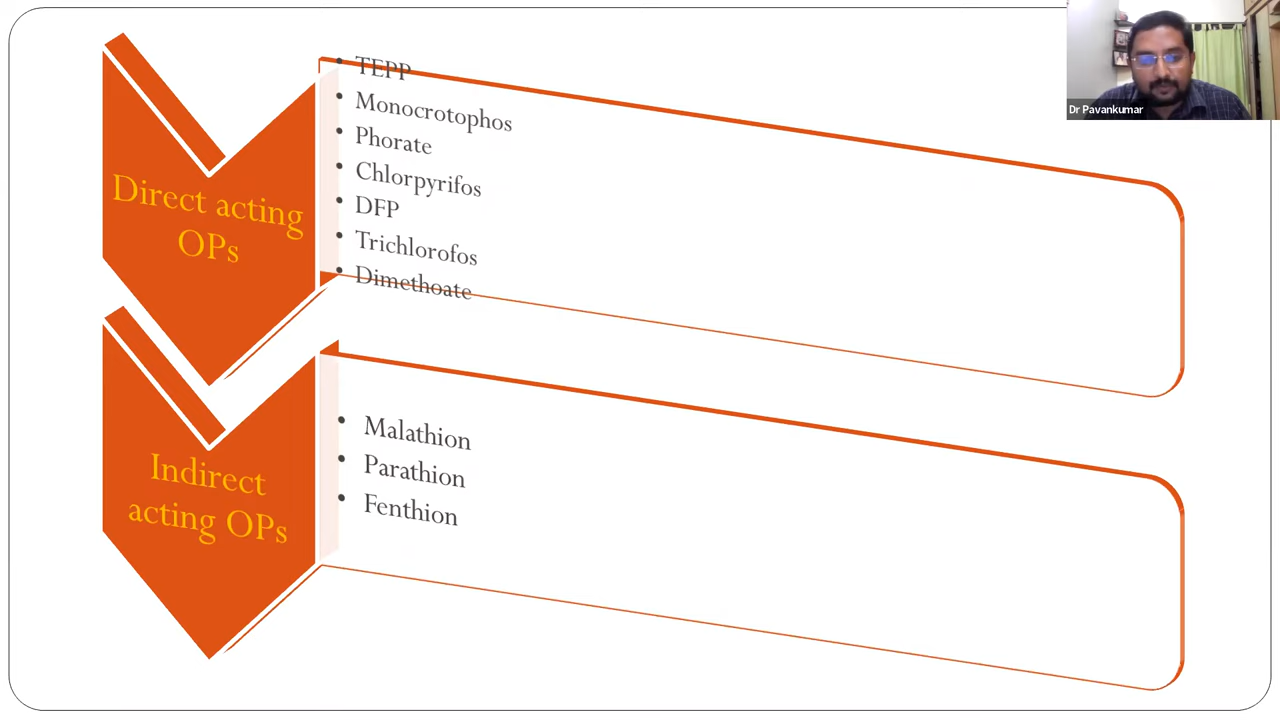 Direct acting
OPs
• TEPP
• Monocrotophos
• Phorate
• Chlorpyrifos
• DFP
• Trichlorofos
• Dimethoate
Indirect
acting OPs
• Malathion
• Parathion
• Fenthion
Dr Pavankumar